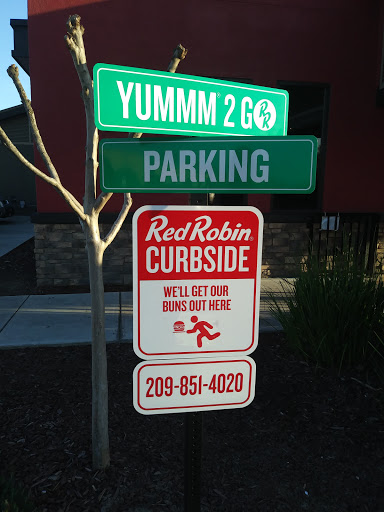 YUMMM® 2 GO
PARKING
Red Robin®
CURBSIDE
WE'LL GET OUR
BUNS OUT HERE
209-851-4020